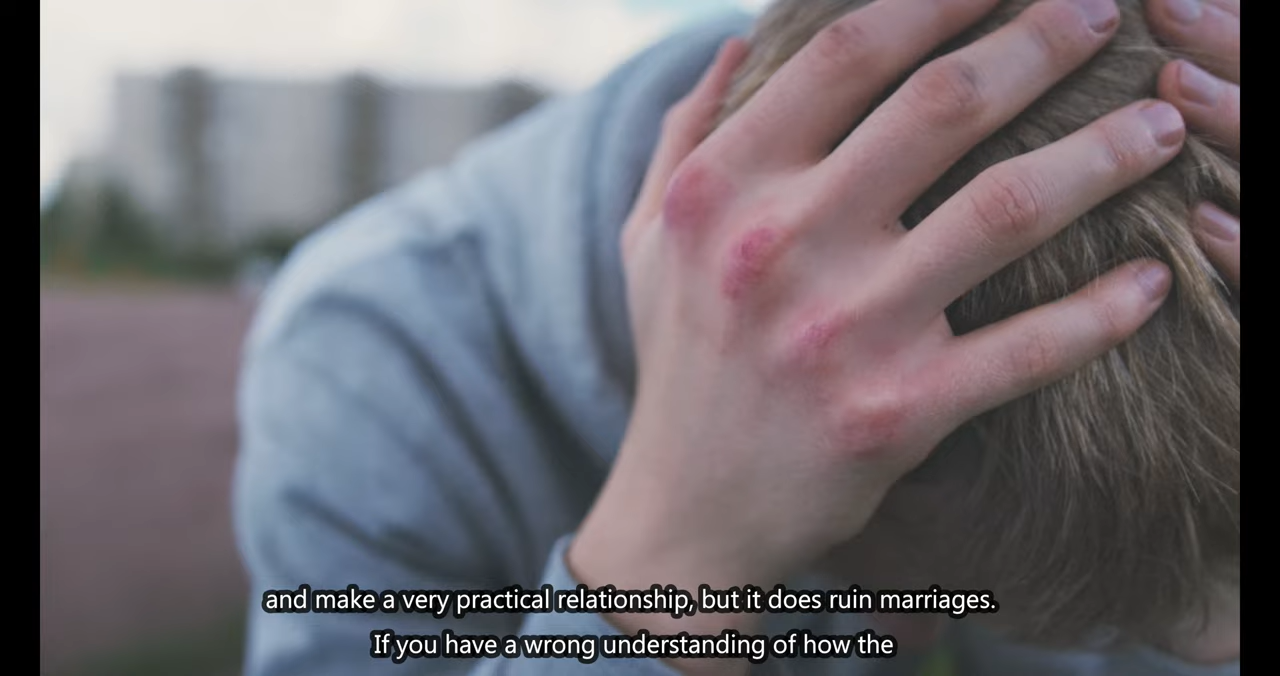 and make a very practical relationship, but it does ruin marriages.
If you have a wrong understanding of how the